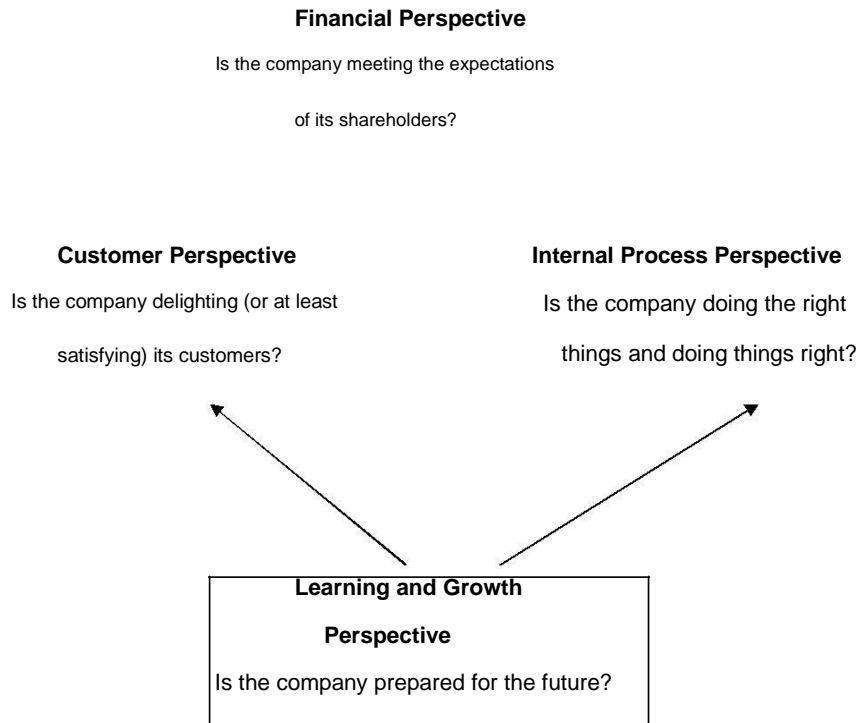 Financial Perspective
Is the company meeting the expectations
of its shareholders?
Customer Perspective
Is the company delighting (or at least
satisfying) its customers?
Internal Process Perspective
Is the company doing the right
things and doing things right?
Learning and Growth
Perspective
Is the company prepared for the future?